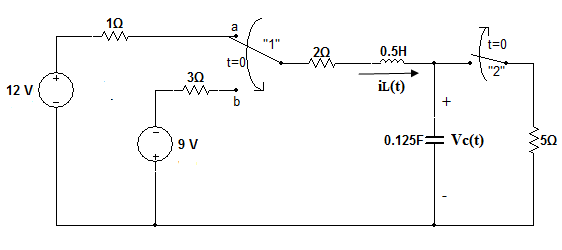 1Ω
a
"1"
t=0
2Ω
0.5H
t=0
"2"
iL(t)
3Ω
12 V
+
-
b
+
9 V
-
+
0.125F
Vc(t)
5Ω
-